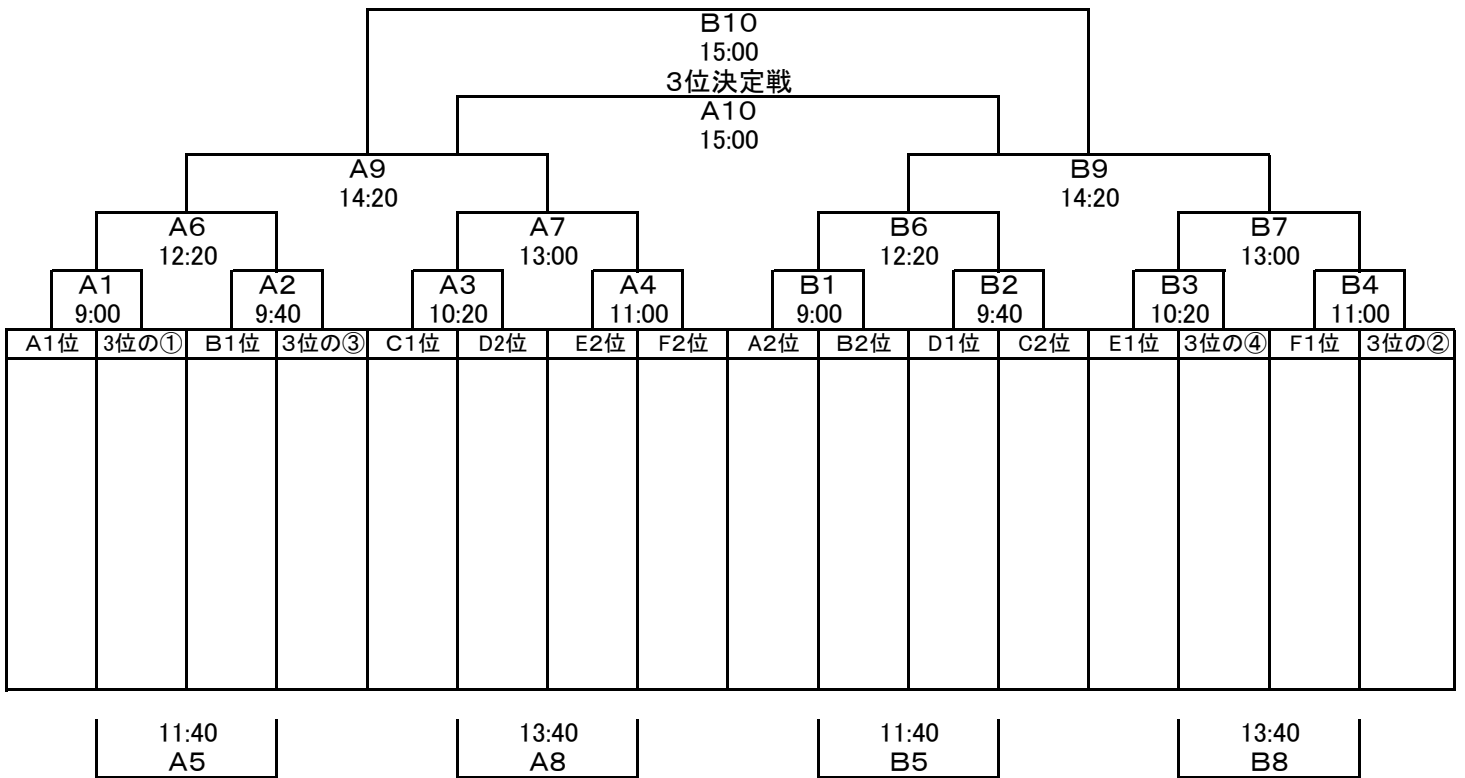 B10
15:00
3位決定戦
A10
15:00
A9 B9
14:20 14:20
A6 A7 B6 B7
12:20 13:00 12:20 13:00
A1 A2 A3 A4 B1 B2 B3 B4
9:00 9:40 10:20 11:00 9:00 9:40 10:20 11:00
A1位 3位の① B1位 3位の③ C1位 D2位 E2位 F2位 A2位 B2位 D1位 C2位 E1位 3位の④ F1位 3位の②
11:40 13:40 11:40 13:40
A5 A8 B5 B8